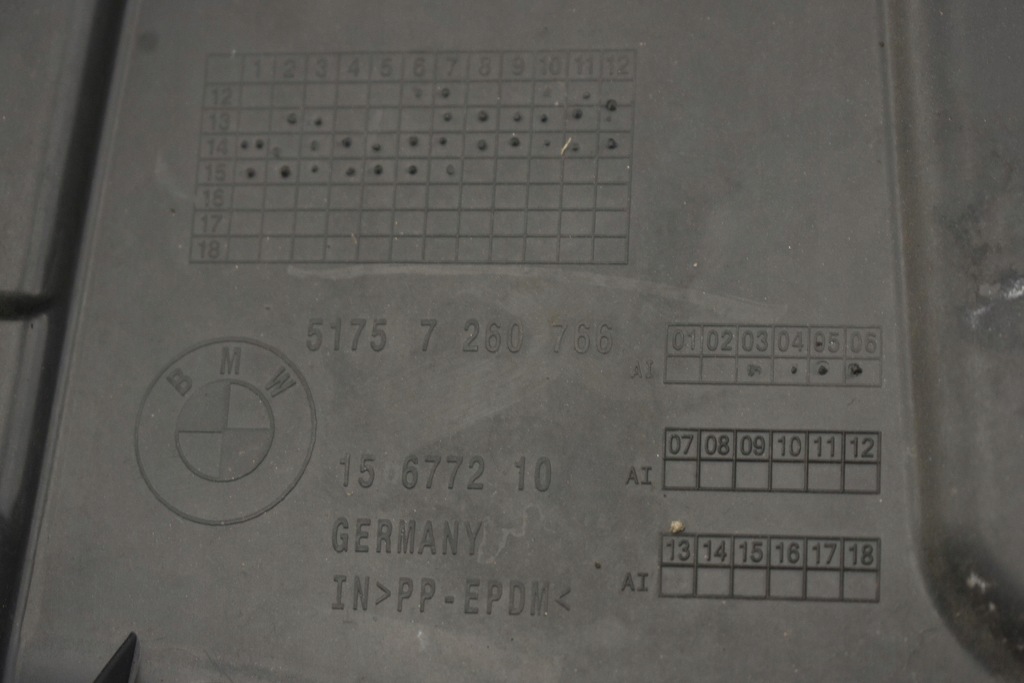 1 2 3 4 5 6 7 8 9 10 11 12
12
13
14
15
16
17
18
BMW
5175 7 260 766
01 02 03 04 05 06
AI
15 6772 10
07 08 09 10 11 12
AI
GERMANY
13 14 15 16 17 18
AI
IN>PP-EPDM<